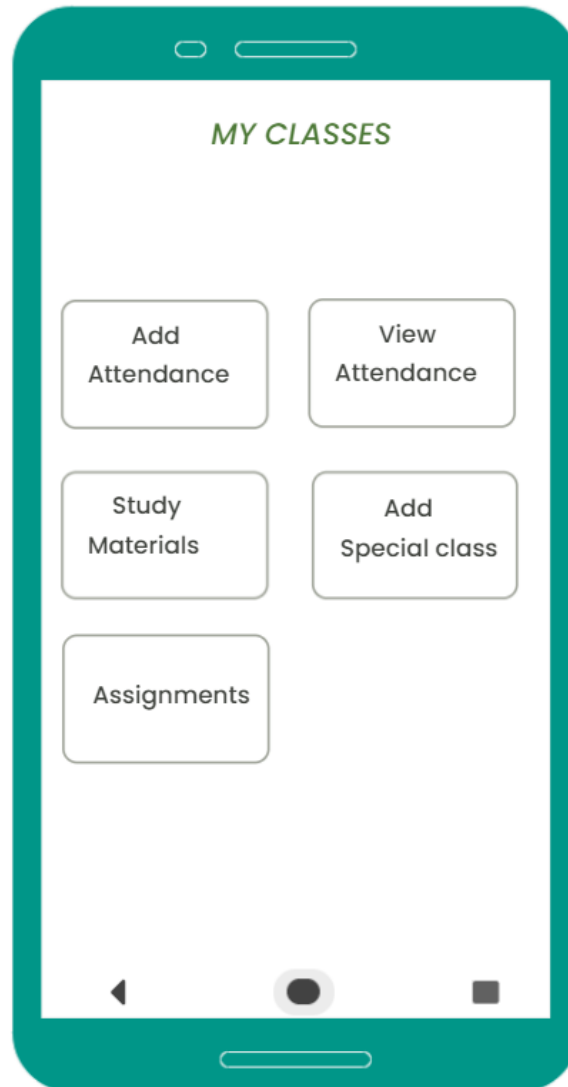 MY CLASSES
Add
Attendance
View
Attendance
Study
Materials
Add
Special class
Assignments